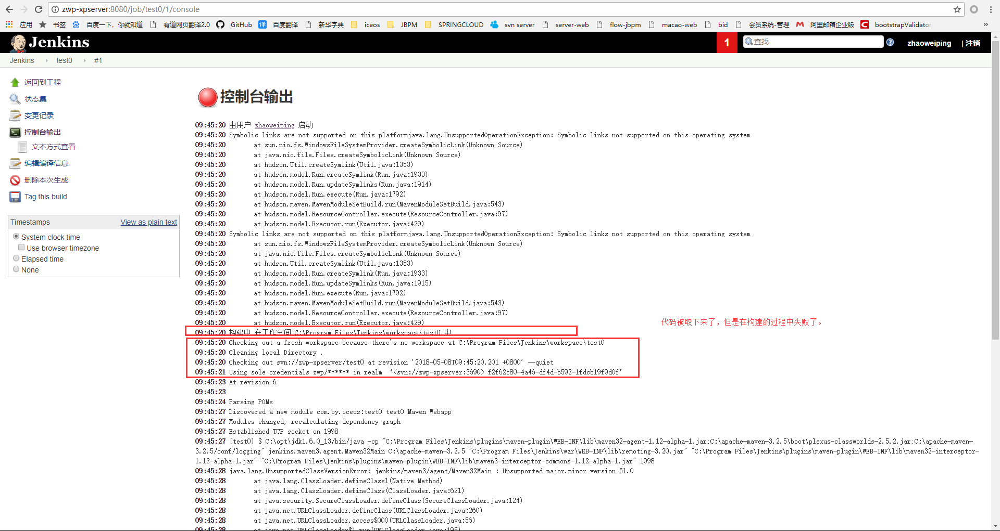 zwp-xpserver:8080/job/test0/1/console
应用 书签 百度一下，你就知道 有道网页翻译2.0 GitHub 百度翻译 新华字典 iceos JBPM SPRINGCLOUD svn server server-web flow-jbpm macao-web bid 会员系统-管理 阿里邮箱企业版 bootstrapValidator »
Jenkins 1 查找 zhaoweiping | 注销
Jenkins test0 #1
返回到工程
状态集
变更记录
控制台输出
文本方式查看
编辑编译信息
删除本次生成
Tag this build
Timestamps View as plain text
System clock time
Use browser timezone
Elapsed time
None
控制台输出
09:45:20 由用户 zhaoweiping 启动
09:45:20 Symbolic links are not supported on this platformjava.lang.UnsupportedOperationException: Symbolic links not supported on this operating system
09:45:20 at sun.nio.fs.WindowsFileSystemProvider.createSymbolicLink(Unknown Source)
09:45:20 at java.nio.file.Files.createSymbolicLink(Unknown Source)
09:45:20 at hudson.Util.createSymlink(Util.java:1353)
09:45:20 at hudson.model.Run.createSymlink(Run.java:1933)
09:45:20 at hudson.model.Run.updateSymlinks(Run.java:1914)
09:45:20 at hudson.model.Run.execute(Run.java:1792)
09:45:20 at hudson.maven.MavenModuleSetBuild.run(MavenModuleSetBuild.java:543)
09:45:20 at hudson.model.ResourceController.execute(ResourceController.java:97)
09:45:20 at hudson.model.Executor.run(Executor.java:429)
09:45:20 Symbolic links are not supported on this platformjava.lang.UnsupportedOperationException: Symbolic links not supported on this operating system
09:45:20 at sun.nio.fs.WindowsFileSystemProvider.createSymbolicLink(Unknown Source)
09:45:20 at java.nio.file.Files.createSymbolicLink(Unknown Source)
09:45:20 at hudson.Util.createSymlink(Util.java:1353)
09:45:20 at hudson.model.Run.createSymlink(Run.java:1933)
09:45:20 at hudson.model.Run.updateSymlinks(Run.java:1915)
09:45:20 at hudson.model.Run.execute(Run.java:1792)
09:45:20 at hudson.maven.MavenModuleSetBuild.run(MavenModuleSetBuild.java:543)
09:45:20 at hudson.model.ResourceController.execute(ResourceController.java:97)
09:45:20 at hudson.model.Executor.run(Executor.java:429)
代码被取下来了，但是在构建的过程中失败了。
09:45:20 构建中 在工作空间 C:\Program Files\Jenkins\workspace\test0 中
09:45:20 Checking out a fresh workspace because there's no workspace at C:\Program Files\Jenkins\workspace\test0
09:45:20 Cleaning local Directory .
09:45:20 Checking out svn://zwp-xpserver/test0 at revision '2018-05-08T09:45:20.201 +0800' --quiet
09:45:21 Using sole credentials zwp/****** in realm ‘<svn://zwp-xpserver:3690> f2f62c80-4a46-df4d-b592-1fdcb19f9d0f’
09:45:23 At revision 6
09:45:23
09:45:24 Parsing POMs
09:45:27 Discovered a new module com.by.iceos:test0 test0 Maven Webapp
09:45:27 Modules changed, recalculating dependency graph
09:45:27 Established TCP socket on 1998
09:45:27 [test0] $ C:\opt\jdk1.6.0_13/bin/java -cp "C:\Program Files\Jenkins\plugins\maven-plugin\WEB-INF\lib\maven32-agent-1.12-alpha-1.jar;C:\apache-maven-3.2.5\boot\plexus-classworlds-2.5.2.jar;C:\apache-maven-
3.2.5/conf/logging" jenkins.maven3.agent.Maven32Main C:\apache-maven-3.2.5 "C:\Program Files\Jenkins\war\WEB-INF\lib\remoting-3.20.jar" "C:\Program Files\Jenkins\plugins\maven-plugin\WEB-INF\lib\maven32-interceptor-
1.12-alpha-1.jar" "C:\Program Files\Jenkins\plugins\maven-plugin\WEB-INF\lib\maven3-interceptor-commons-1.12-alpha-1.jar" 1998
09:45:28 java.lang.UnsupportedClassVersionError: jenkins/maven3/agent/Maven32Main : Unsupported major.minor version 51.0
09:45:28 at java.lang.ClassLoader.defineClass1(Native Method)
09:45:28 at java.lang.ClassLoader.defineClass(ClassLoader.java:621)
09:45:28 at java.security.SecureClassLoader.defineClass(SecureClassLoader.java:124)
09:45:28 at java.net.URLClassLoader.defineClass(URLClassLoader.java:260)
09:45:28 at java.net.URLClassLoader.access$000(URLClassLoader.java:56)
09:45:28 at java.net.URLClassLoader$1.run(URLClassLoader.java:195)